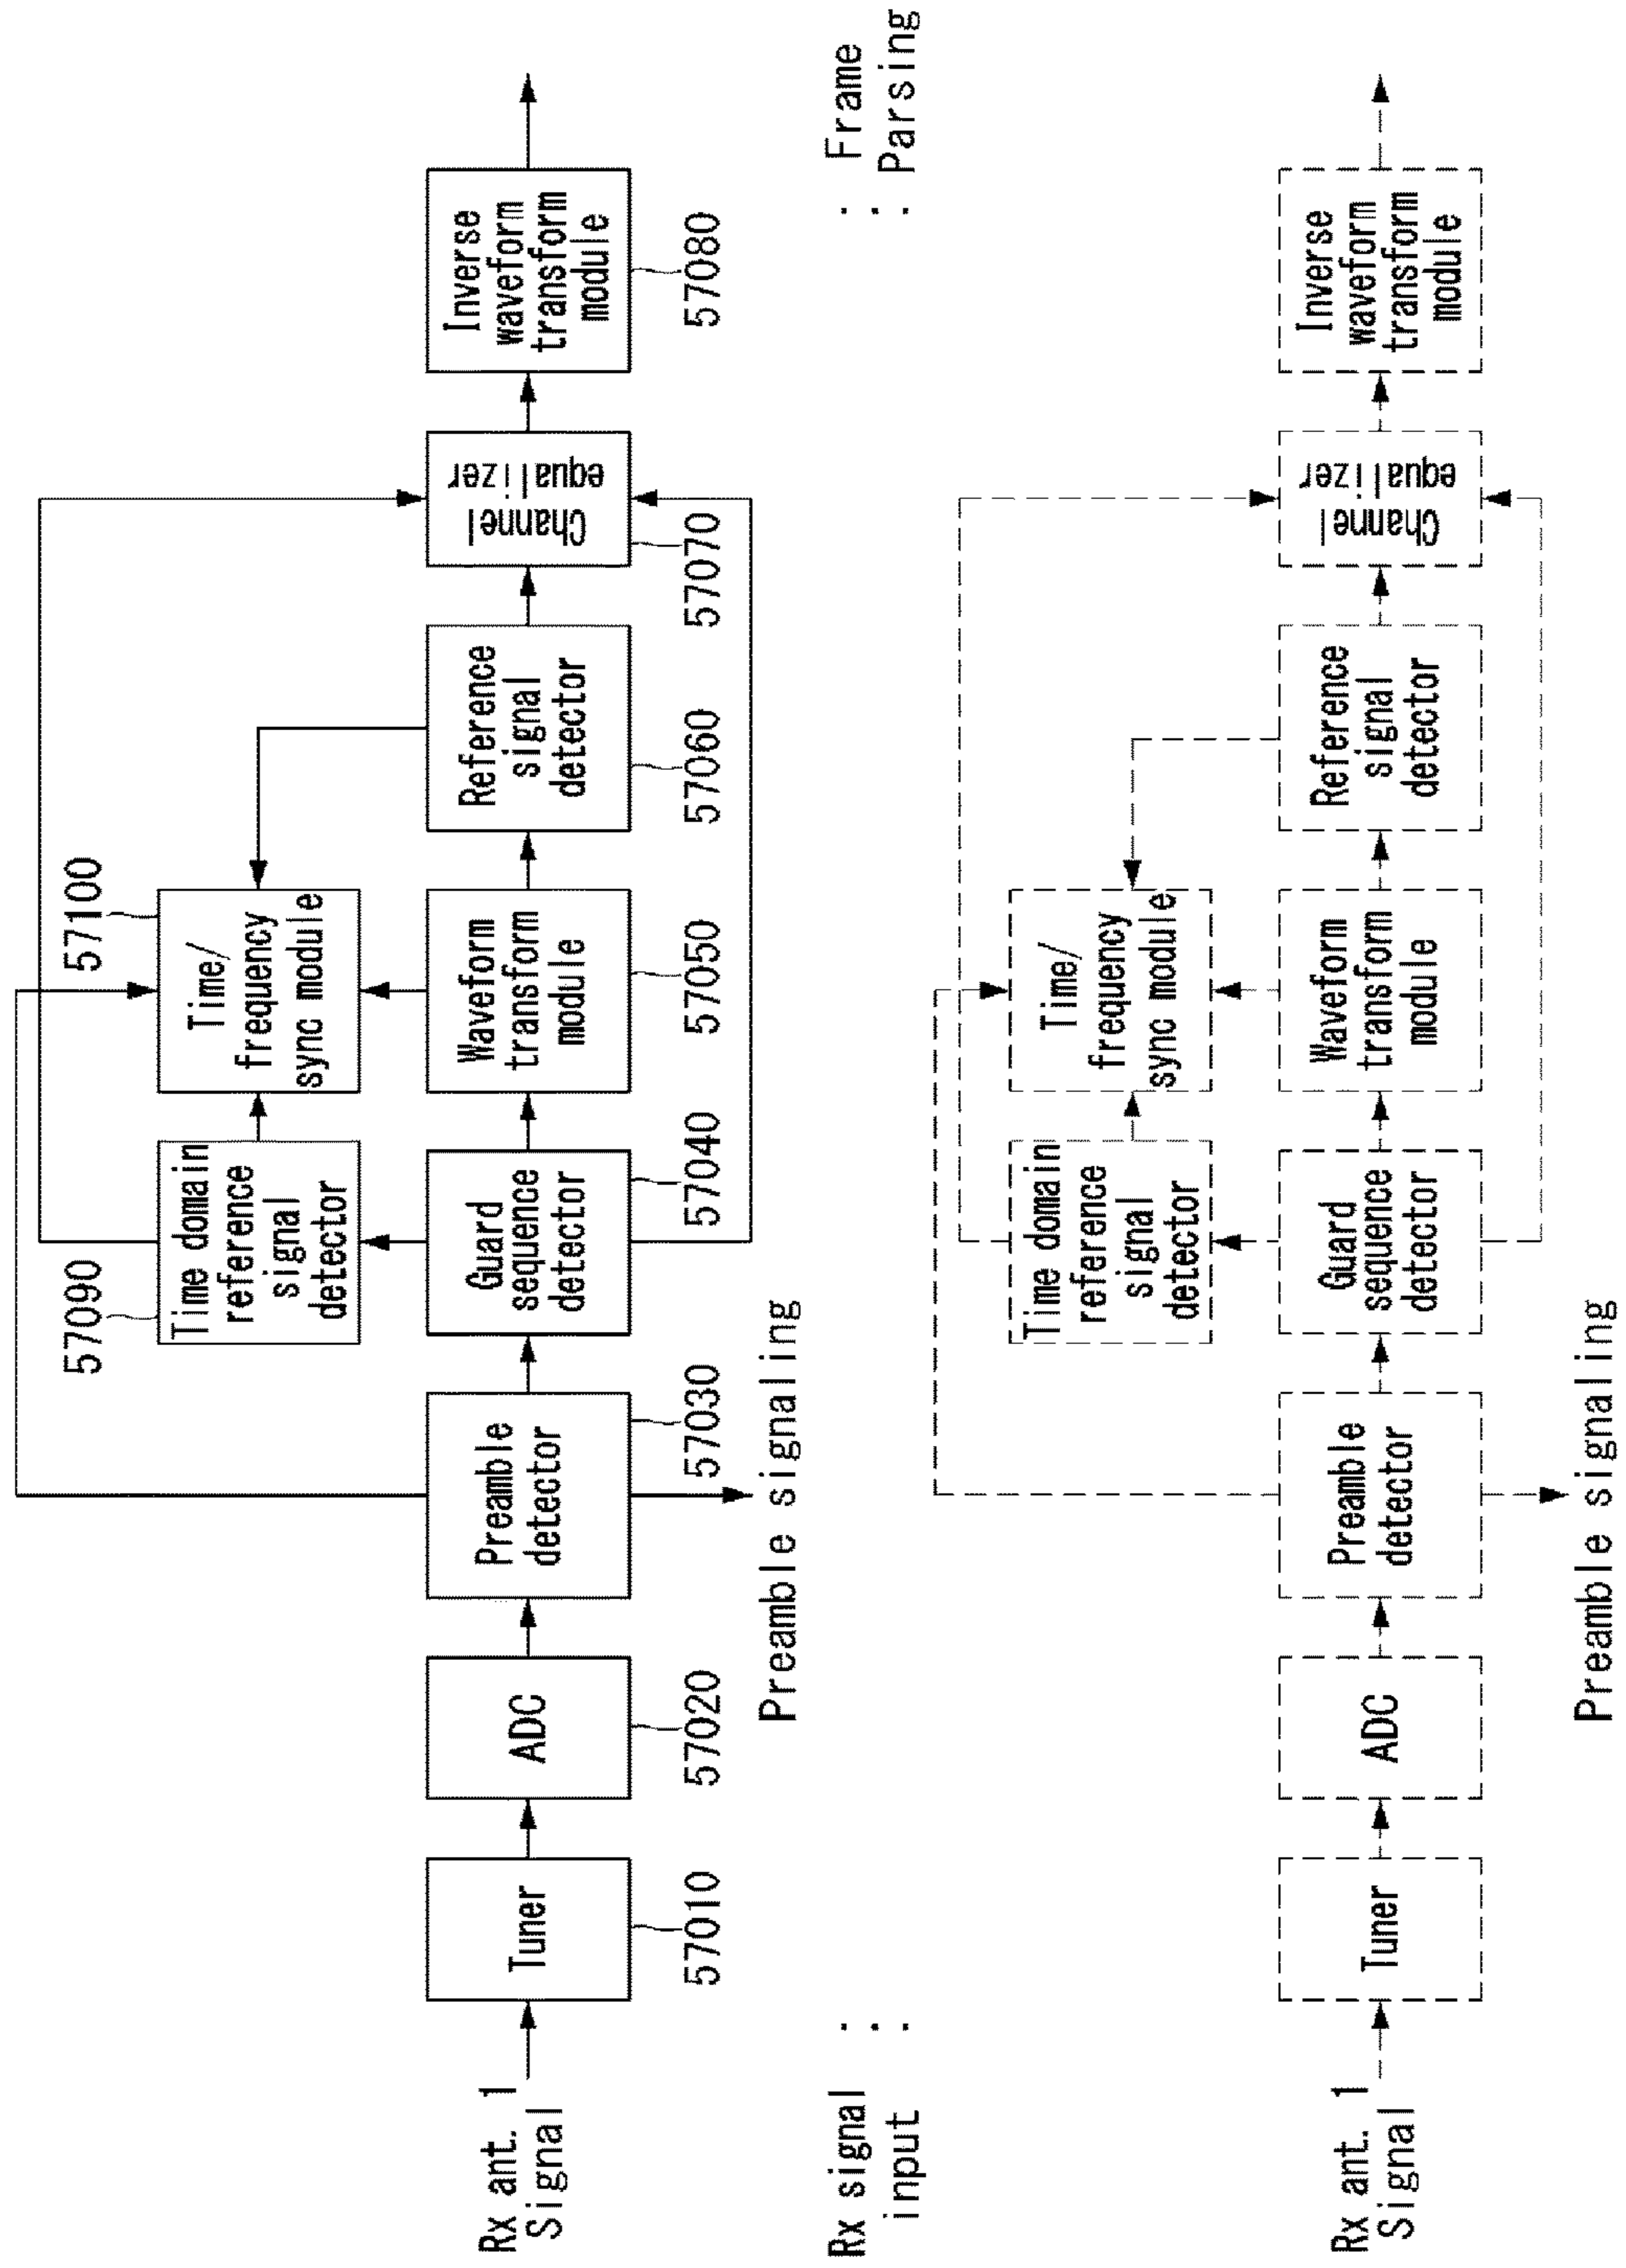 57090
57100
Time domain
reference
signal
detector
Time/
frequency
sync module
Rx ant. 1
Signal
Tuner
ADC
Preamble
detector
Guard
sequence
detector
Waveform
transform
module
Reference
signal
detector
Channel
equalizer
Inverse
waveform
transform
module
57010
57020
57030
57040
57050
57060
57070
57080
Preamble signaling
Rx signal
input
...
... Frame
Parsing
Time domain
reference
signal
detector
Time/
frequency
sync module
Rx ant. 1
Signal
Tuner
ADC
Preamble
detector
Guard
sequence
detector
Waveform
transform
module
Reference
signal
detector
Channel
equalizer
Inverse
waveform
transform
module
Preamble signaling